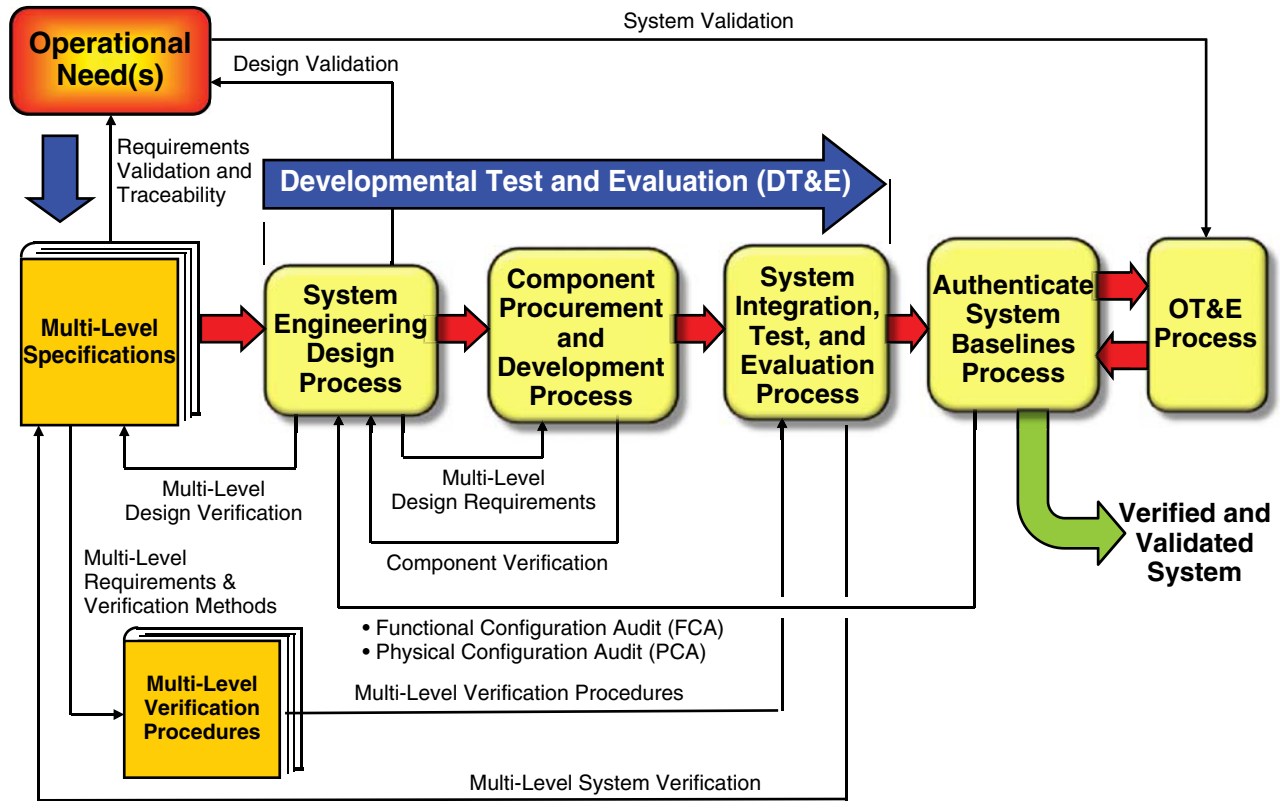 System Validation
Operational
Need(s)
Design Validation
Requirements
Validation and
Traceability
Developmental Test and Evaluation (DT&E)
Multi-Level
Specifications
System
Engineering
Design
Process
Component
Procurement
and
Development
Process
System
Integration,
Test, and
Evaluation
Process
Authenticate
System
Baselines
Process
OT&E
Process
Multi-Level
Design Verification
Multi-Level
Design Requirements
Component Verification
Verified and
Validated
System
Multi-Level
Requirements &
Verification Methods
• Functional Configuration Audit (FCA)
• Physical Configuration Audit (PCA)
Multi-Level
Verification
Procedures
Multi-Level Verification Procedures
Multi-Level System Verification